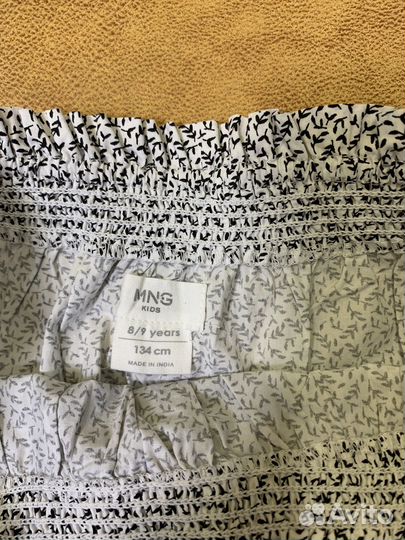 MNG
KIDS
8/9 years
134 cm
MADE IN INDIA
Avito